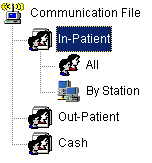 Communication File
In-Patient
All
By Station
Out-Patient
Cash